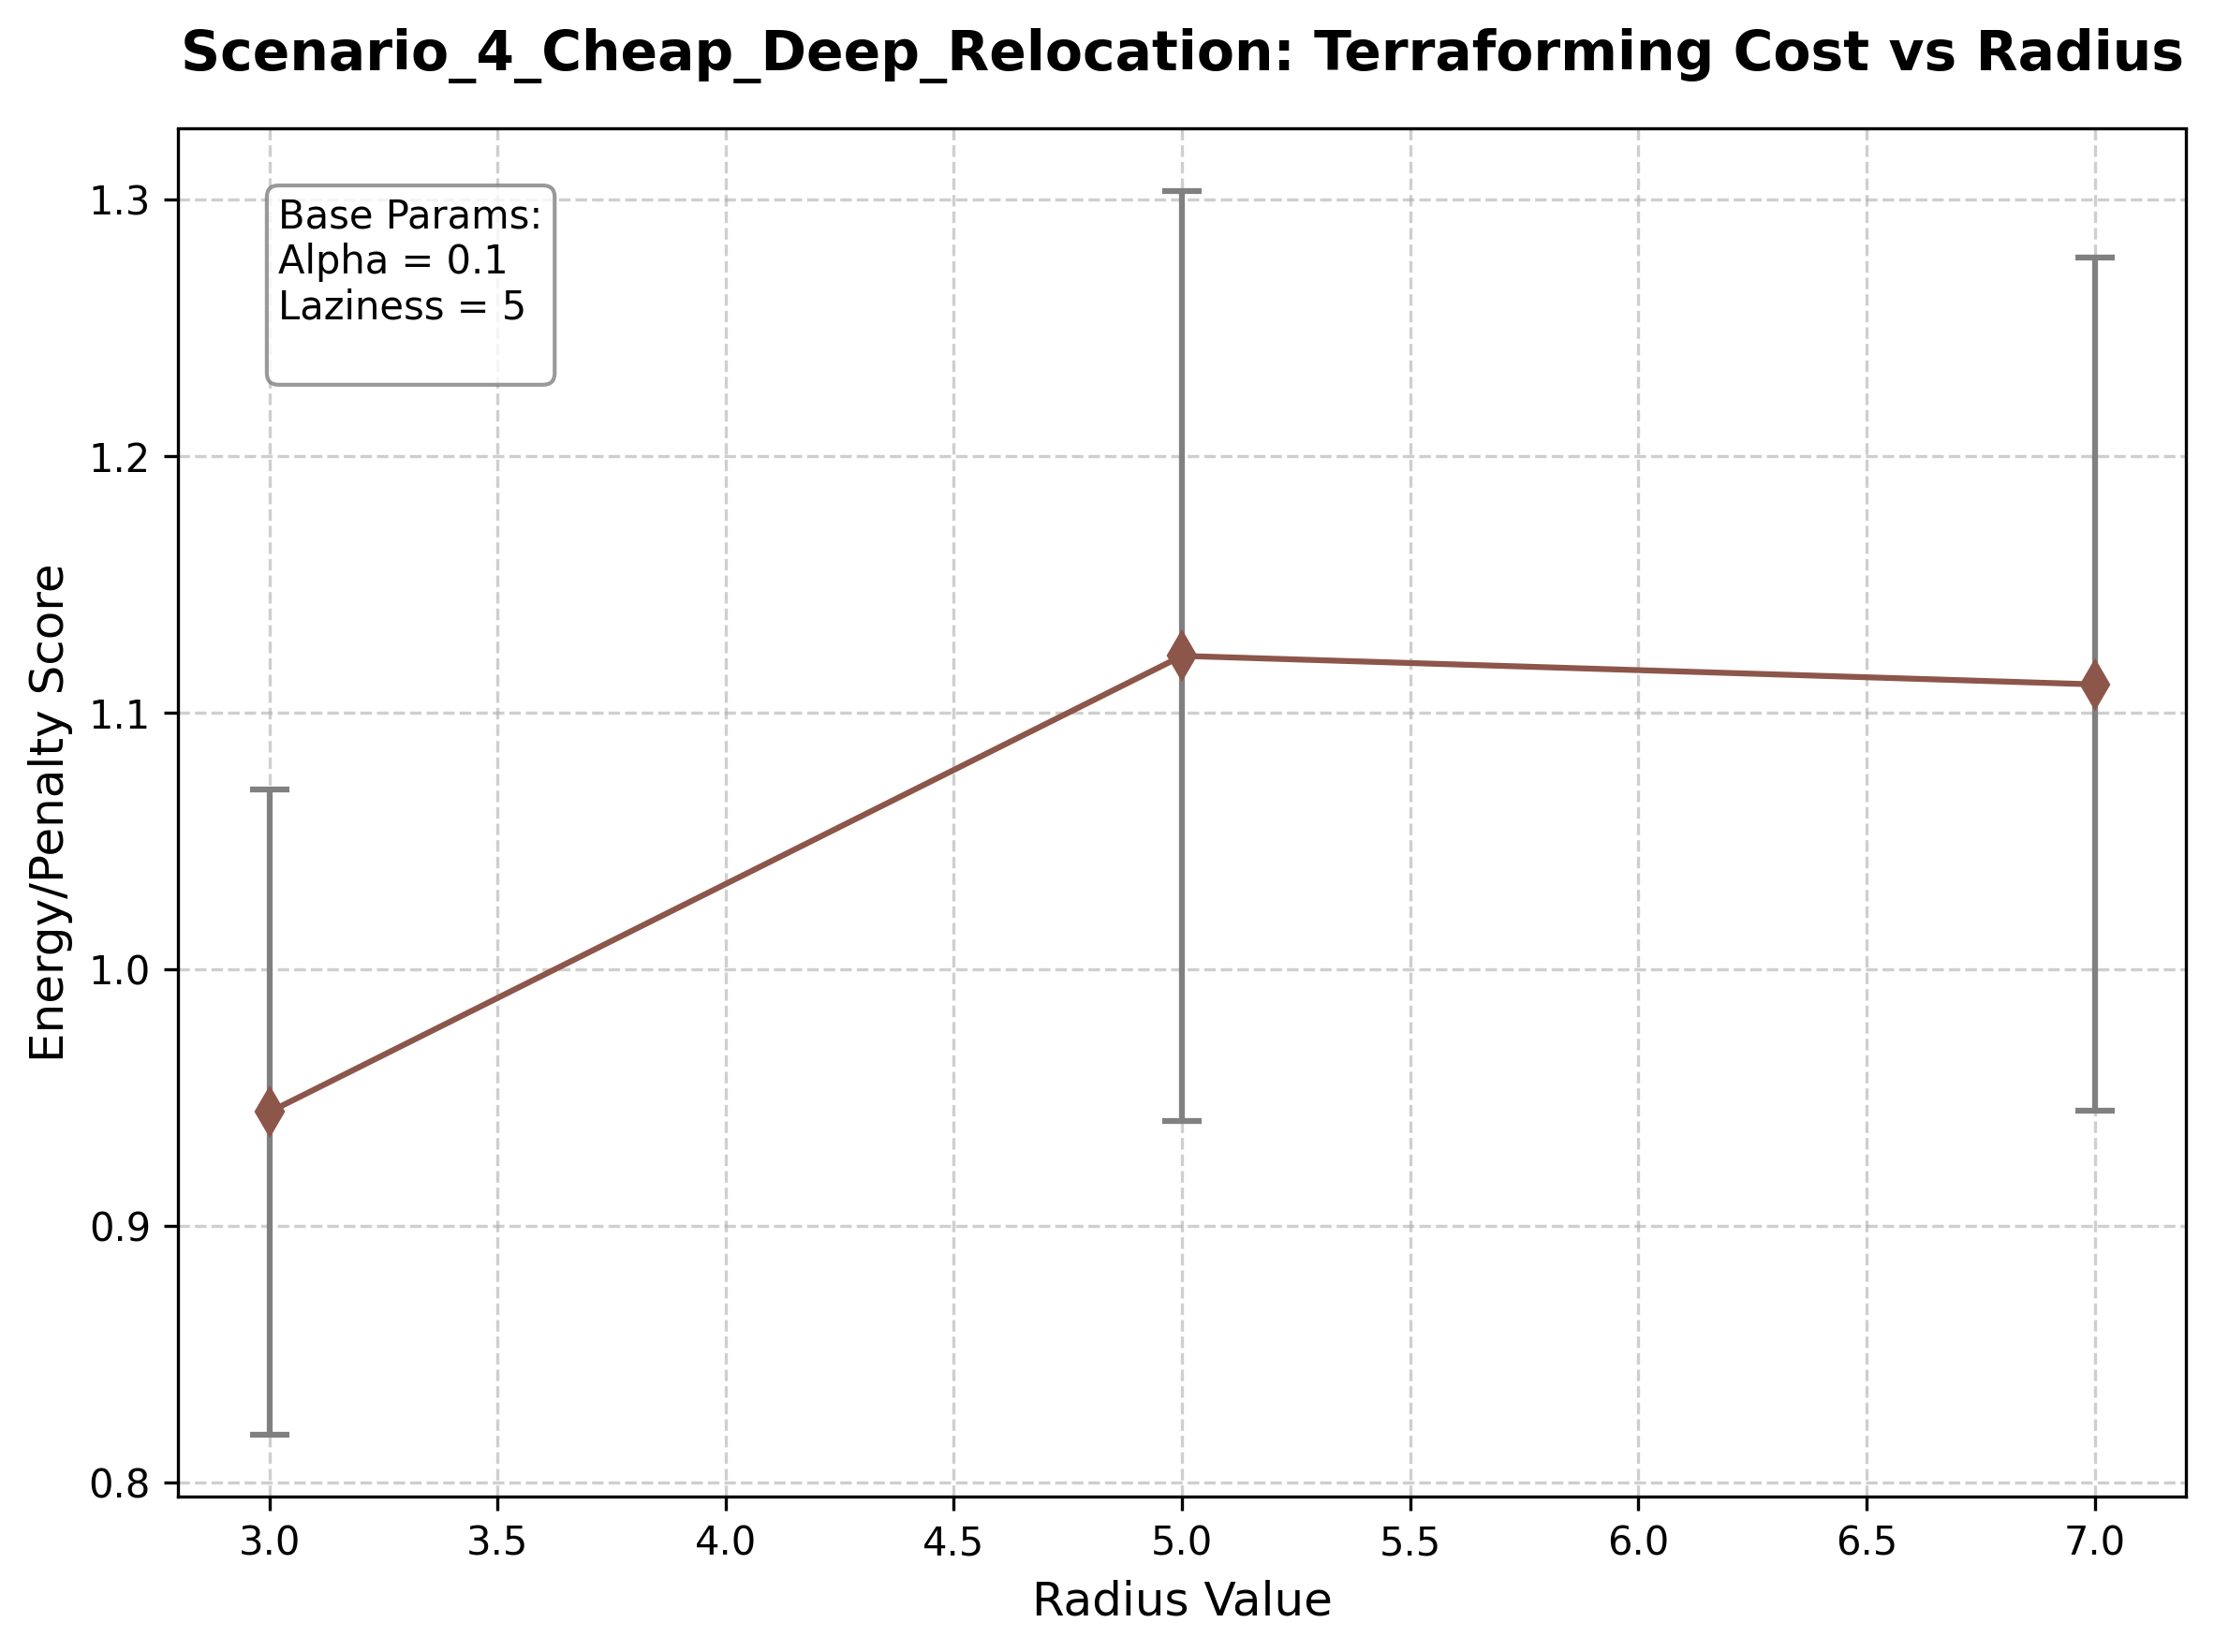 Scenario_4_Cheap_Deep_Relocation: Terraforming Cost vs Radius
Base Params:
Alpha = 0.1
Laziness = 5
Energy/Penalty Score
1.3
1.2
1.1
1.0
0.9
0.8
3.0 3.5 4.0 4.5 5.0 5.5 6.0 6.5 7.0
Radius Value